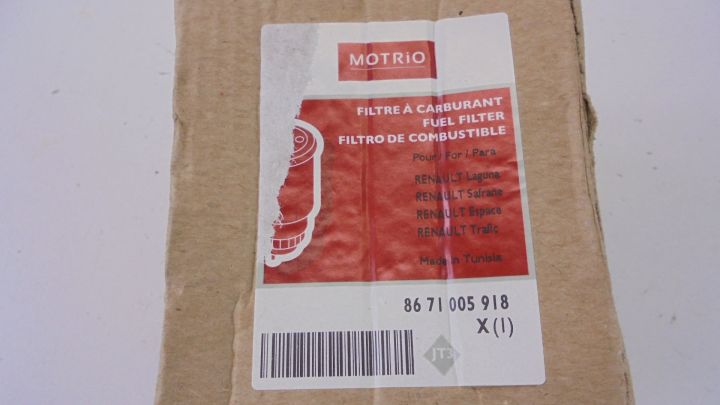 MOTRiO
FILTRE À CARBURANT
FUEL FILTER
FILTRO DE COMBUSTIBLE
Pour / For / Para
RENAULT Laguna
RENAULT Safrane
RENAULT Espace
RENAULT Trafic
Made in Tunisia
86 71 005 918
X (1)
JT3